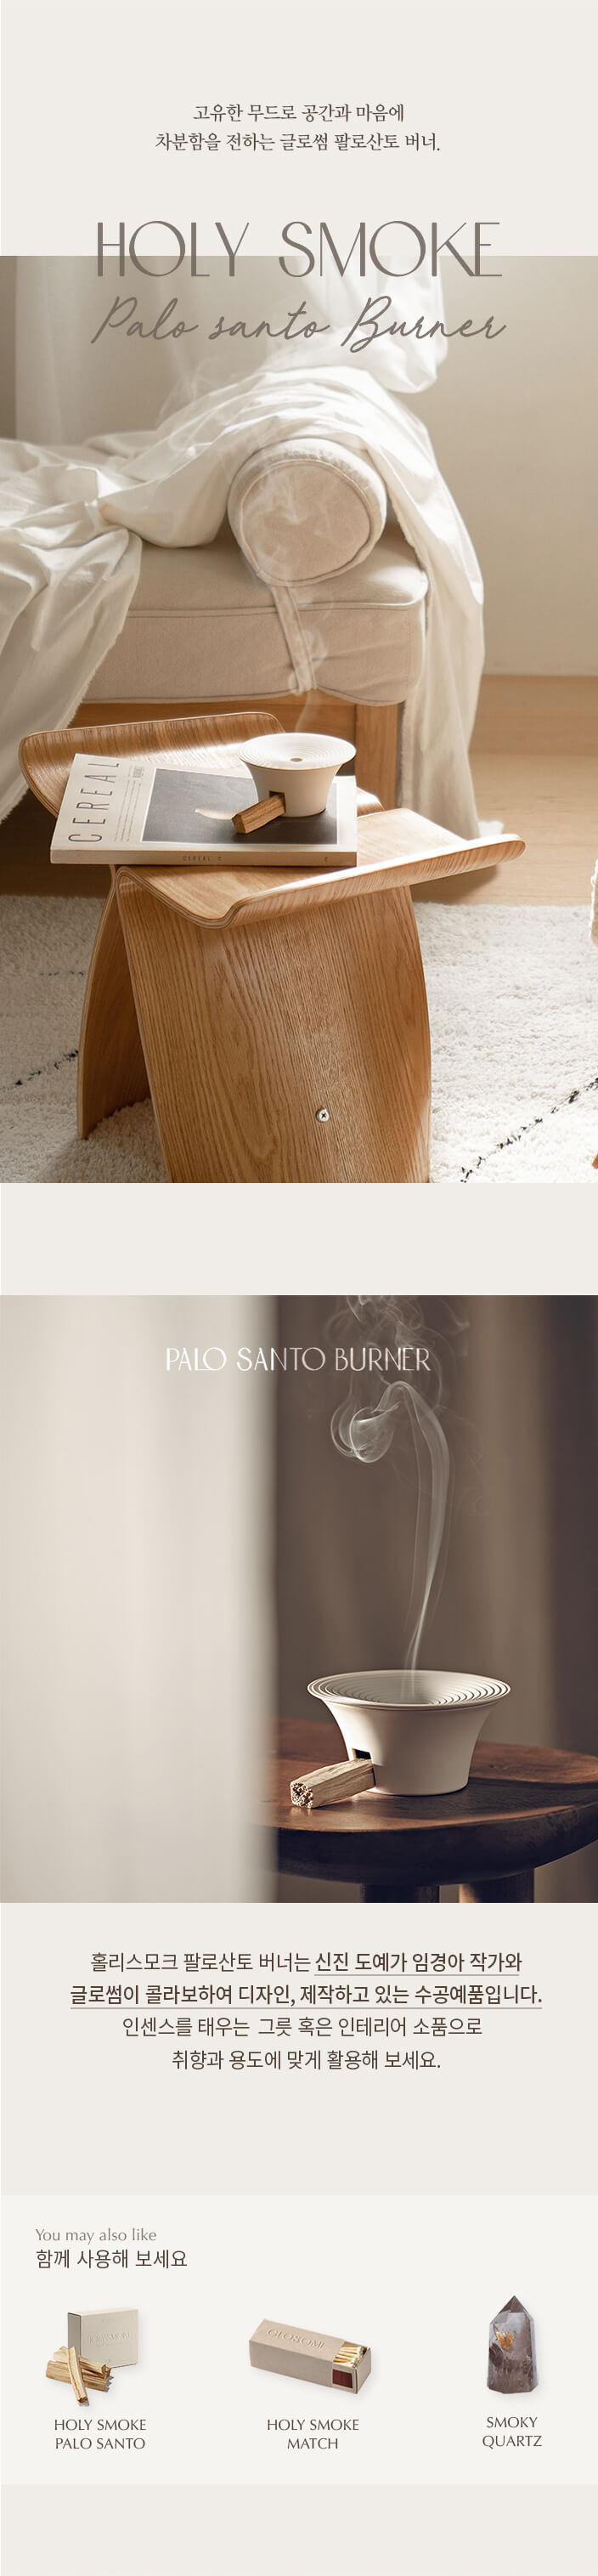 고유한 무드로 공간과 마음에
차분함을 전하는 글로썸 팔로산토 버너.
HOLY SMOKE
Palo santo Burner
CEREAL
PALO SANTO BURNER
홀리스모크 팔로산토 버너는 신진 도예가 임경아 작가와
글로썸이 콜라보하여 디자인, 제작하고 있는 수공예품입니다.
인센스를 태우는 그릇 혹은 인테리어 소품으로
취향과 용도에 맞게 활용해 보세요.
You may also like
함께 사용해 보세요
HOLY SMOKE
PALO SANTO
HOLY SMOKE
MATCH
SMOKY
QUARTZ